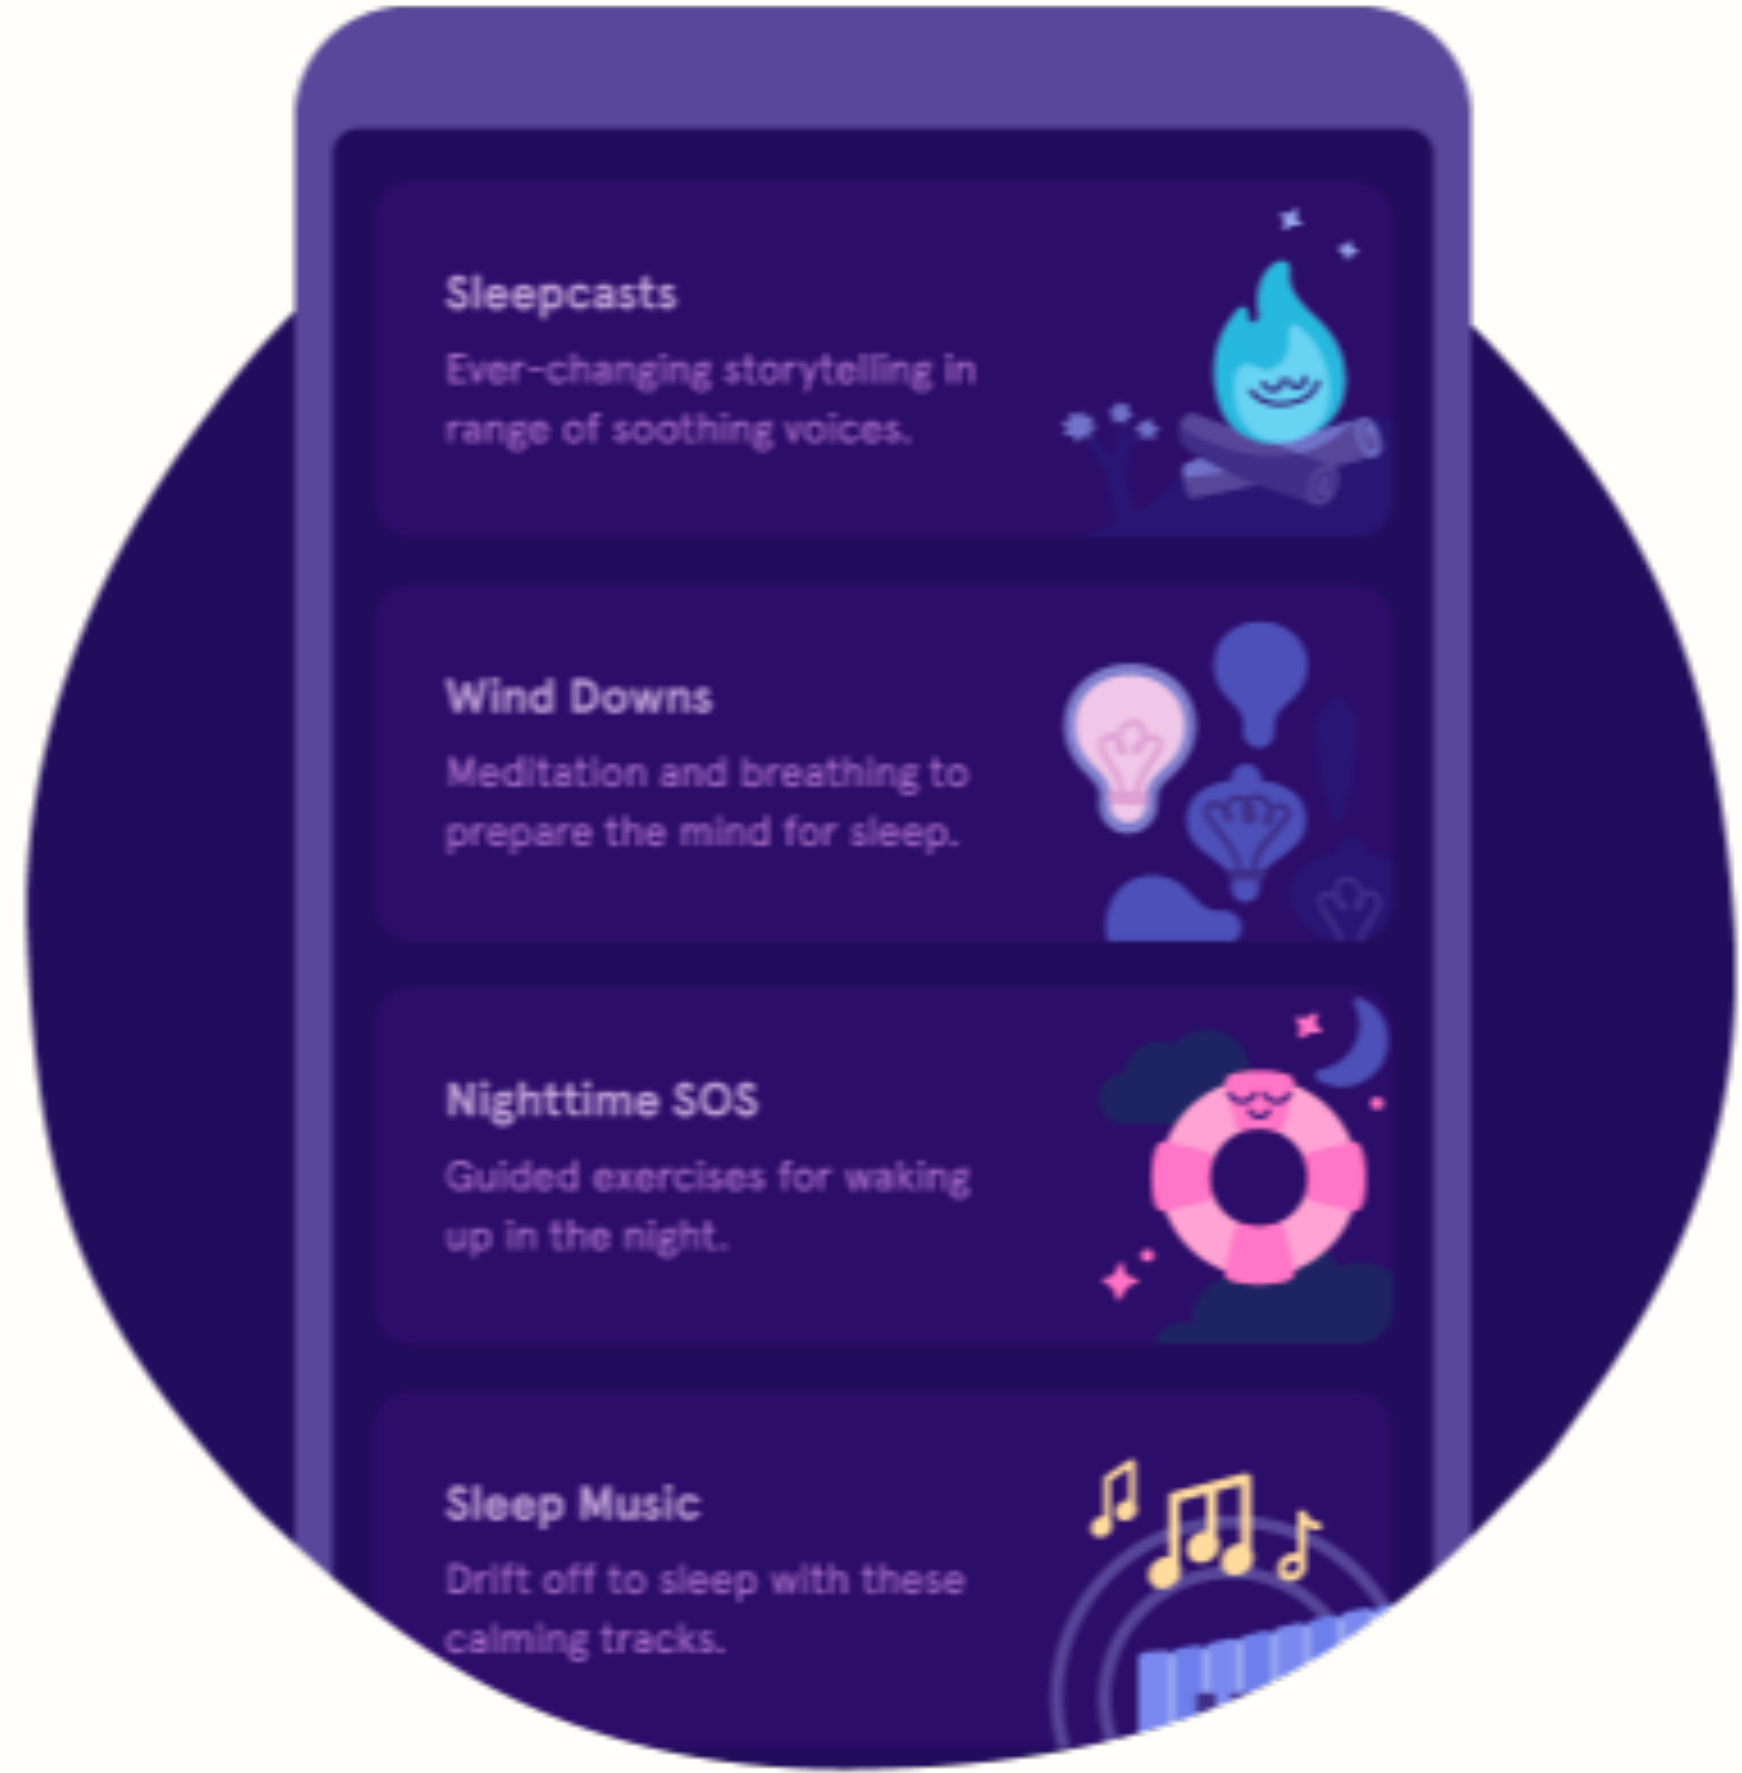 Sleepcasts
Ever-changing storytelling in
range of soothing voices.
Wind Downs
Meditation and breathing to
prepare the mind for sleep.
Nighttime SOS
Guided exercises for waking
up in the night.
Sleep Music
Drift off to sleep with these
calming tracks.